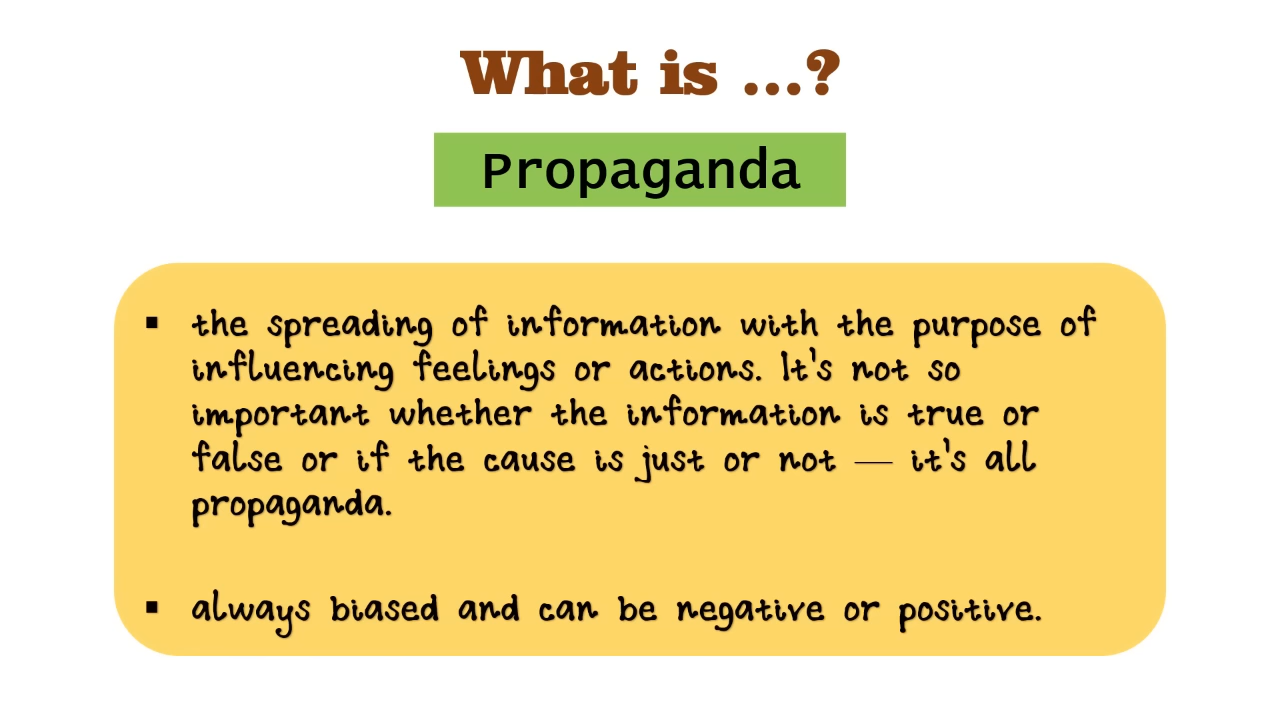 What is ...?
Propaganda
▪ the spreading of information with the purpose of
influencing feelings or actions. It's not so
important whether the information is true or
false or if the cause is just or not — it's all
propaganda.
▪ always biased and can be negative or positive.